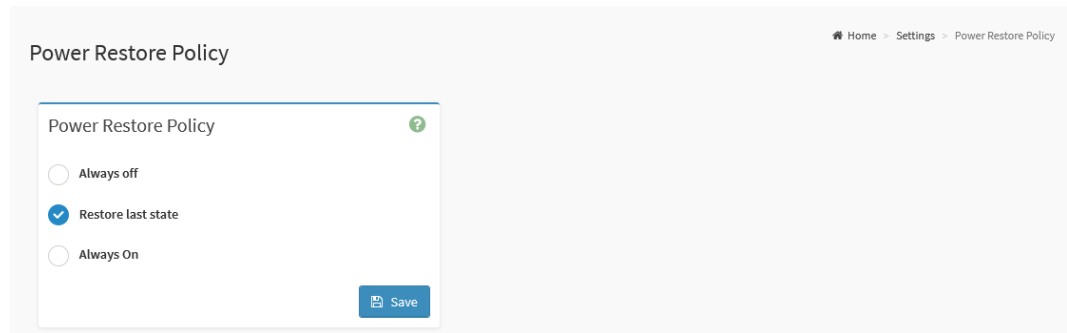 Home > Settings > Power Restore Policy
Power Restore Policy
Power Restore Policy
Always off
Restore last state
Always On
Save